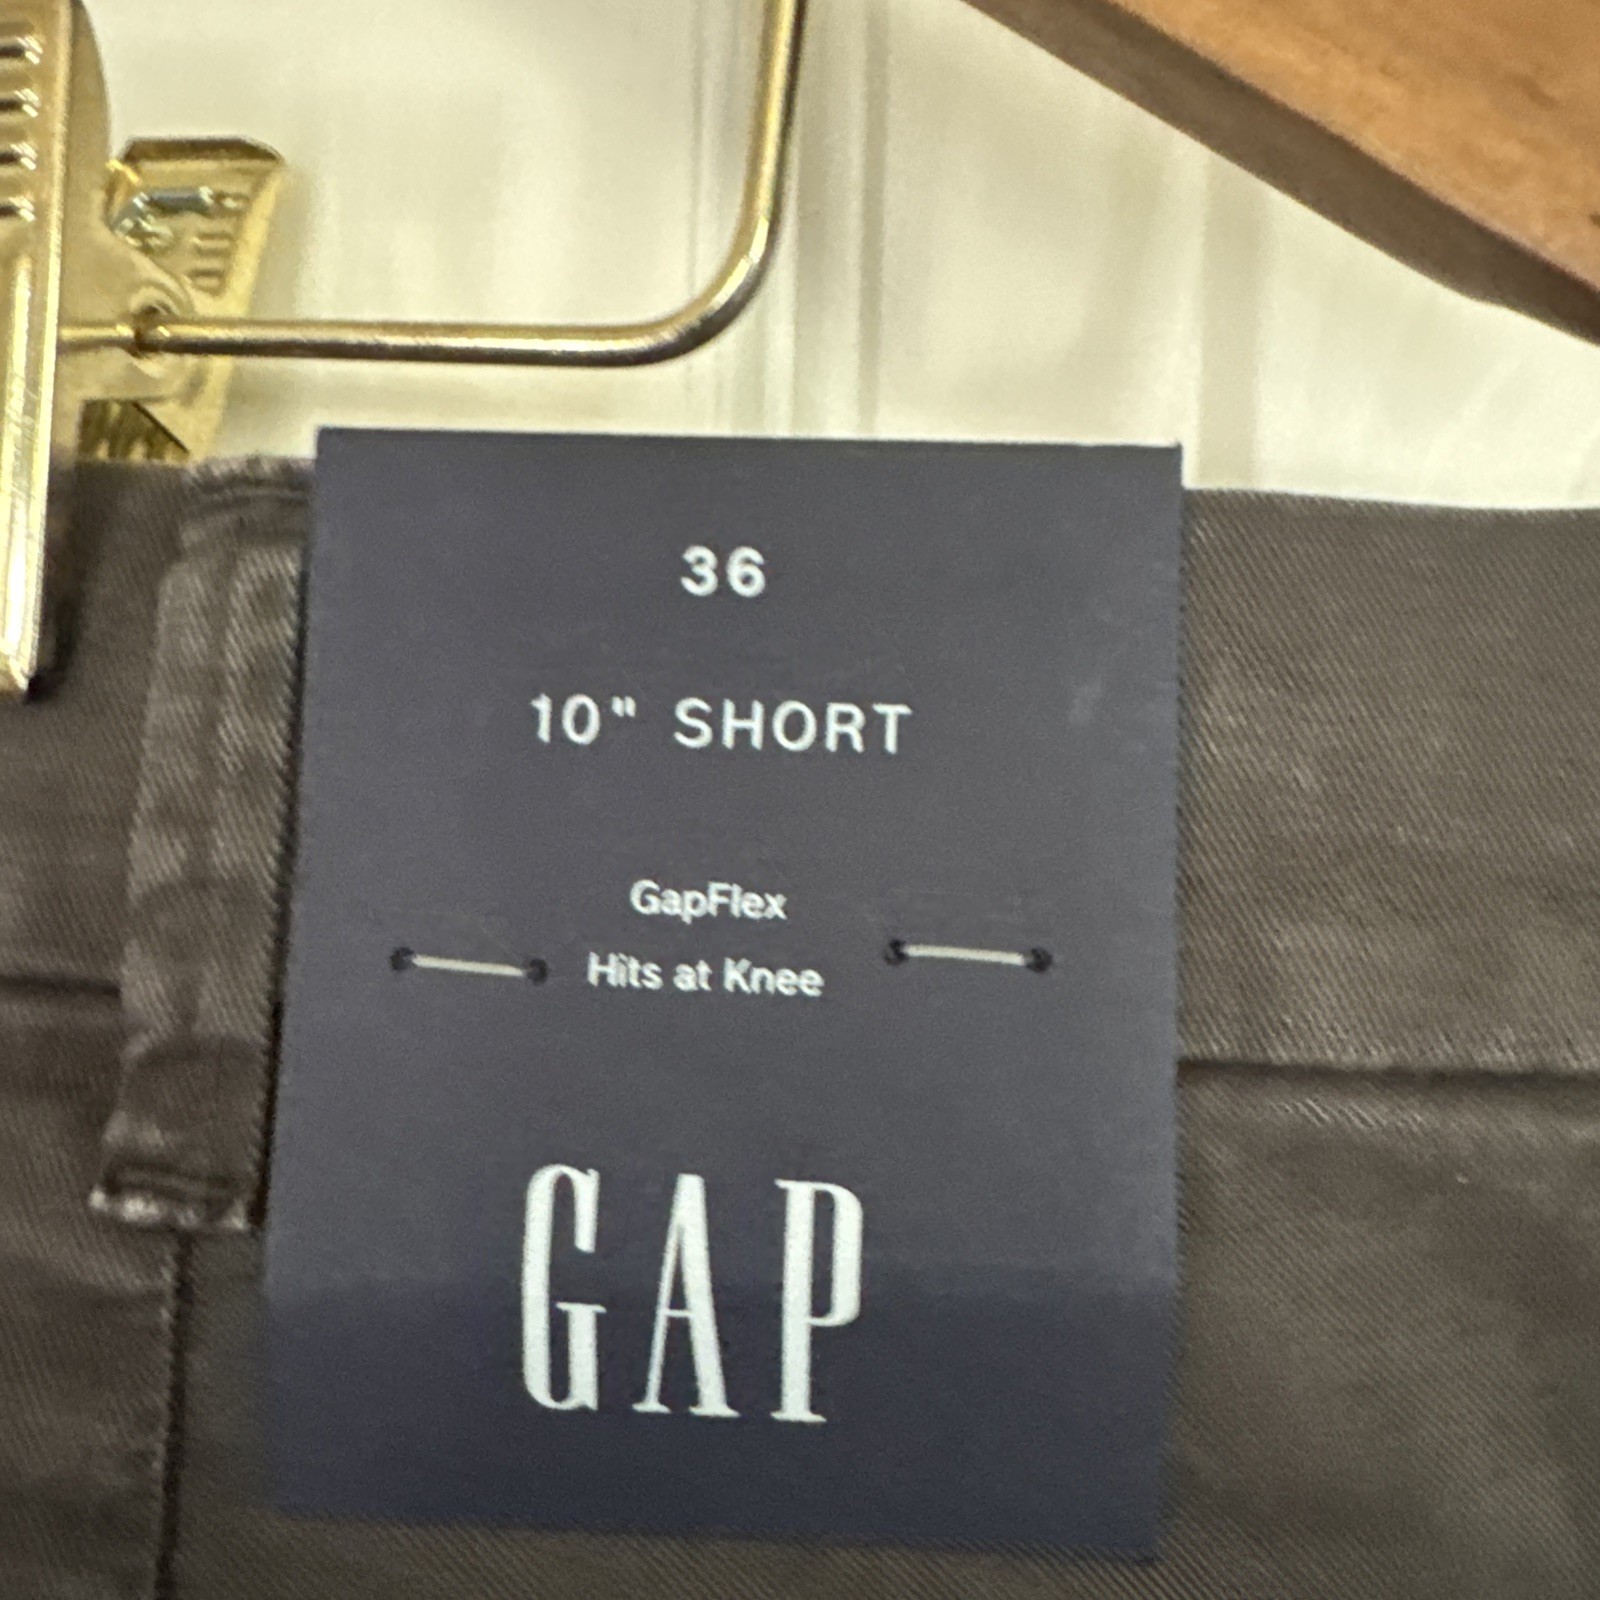 36
10" SHORT
GapFlex
Hits at Knee
GAP